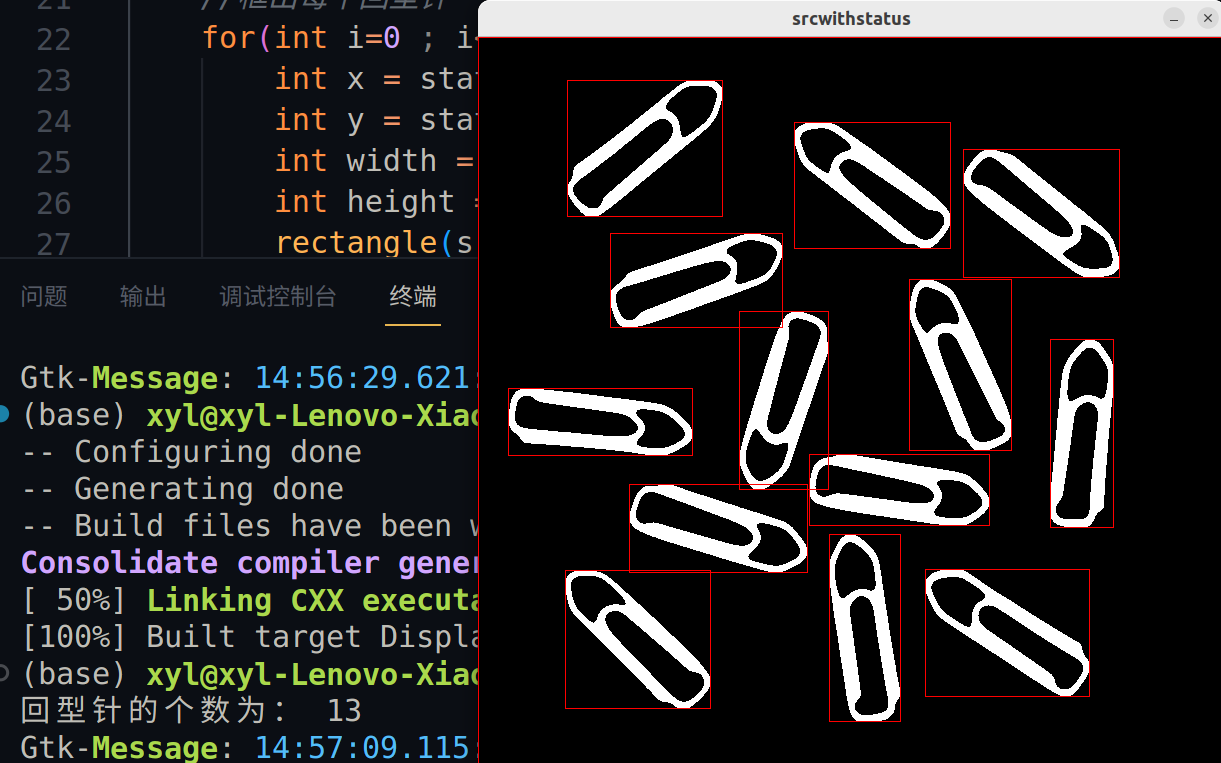 21 //框出每个回型针
22 for(int i=0 ; i
23 int x = sta
24 int y = sta
25 int width =
26 int height
27 rectangle(s
问题 输出 调试控制台 终端
Gtk-Message: 14:56:29.621:
(base) xyl@xyl-Lenovo-Xiao
-- Configuring done
-- Generating done
-- Build files have been w
Consolidate compiler gener
[ 50%] Linking CXX executa
[100%] Built target Displa
(base) xyl@xyl-Lenovo-Xiao
回型针的个数为: 13
Gtk-Message: 14:57:09.115:
srcwithstatus